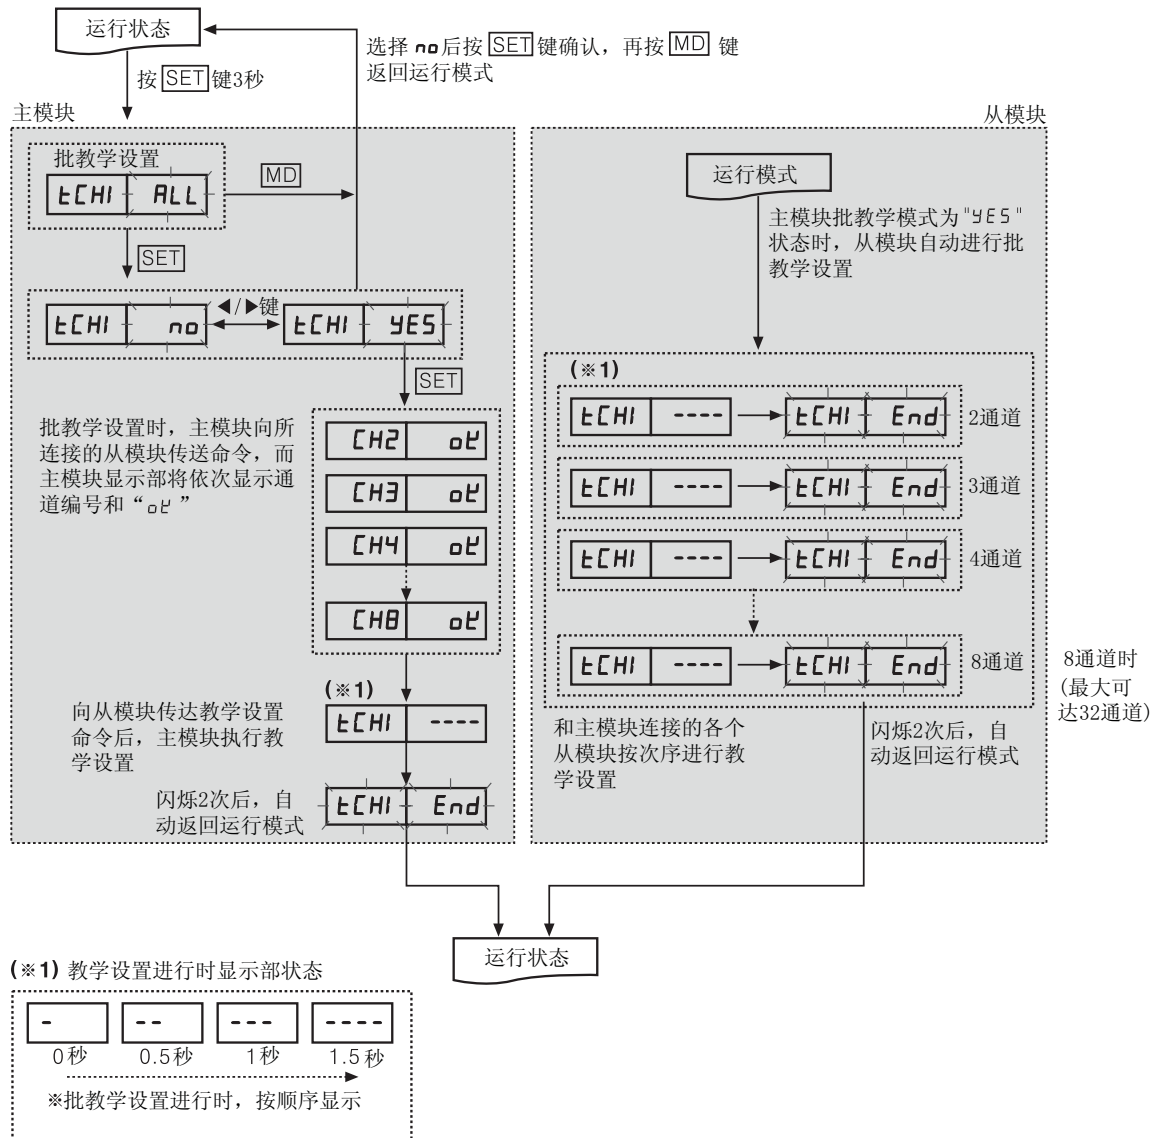 运行状态
选择 no后按 SET 键确认，再按 MD 键
返回运行模式
按 SET 键3秒
主模块
批教学设置
tCH1 ALL
MD
SET
tCH1 no
◀/▶键
tCH1 YES
SET
批教学设置时，主模块向所
连接的从模块传送命令，而
主模块显示部将依次显示通
道编号和“ok”
CH2 ok
CH3 ok
CH4 ok
CH8 ok
(※1)
向从模块传达教学设置
命令后，主模块执行教
学设置
tCH1 ----
闪烁2次后，自
动返回运行模式
tCH1 End
从模块
运行模式
主模块批教学模式为"YES"
状态时，从模块自动进行批
教学设置
(※1)
tCH1 ---- tCH1 End 2通道
tCH1 ---- tCH1 End 3通道
tCH1 ---- tCH1 End 4通道
tCH1 ---- tCH1 End 8通道
8通道时
(最大可
达32通道)
和主模块连接的各个
从模块按次序进行教
学设置
闪烁2次后，自
动返回运行模式
运行状态
(※1) 教学设置进行时显示部状态
- -- --- ----
0秒 0.5秒 1秒 1.5秒
※批教学设置进行时，按顺序显示